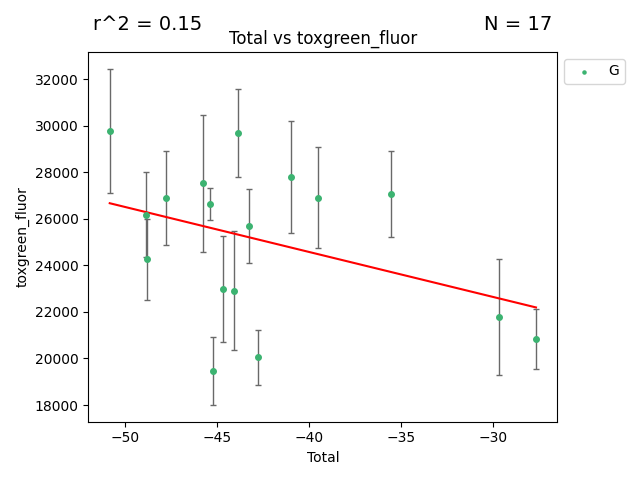 r^2 = 0.15
N = 17
Total vs toxgreen_fluor
G
32000
30000
28000
26000
24000
22000
20000
18000
toxgreen_fluor
−50
−45
−40
−35
−30
Total